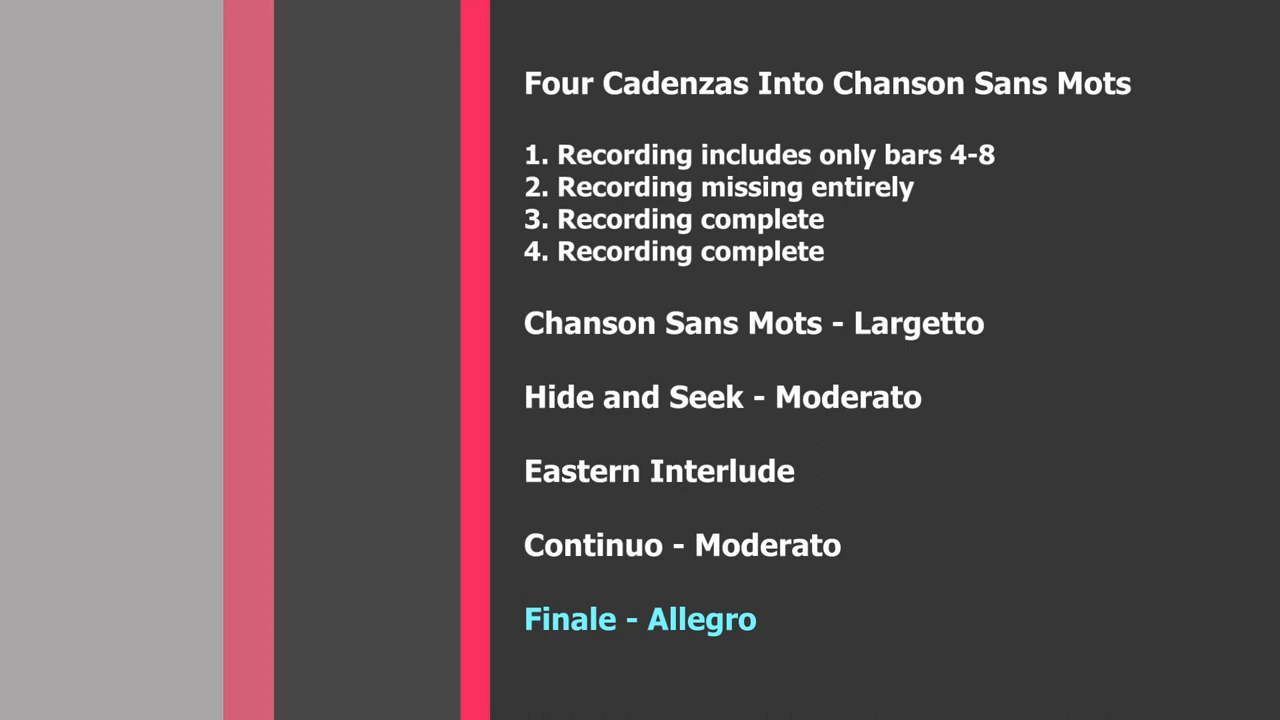 Four Cadenzas Into Chanson Sans Mots
1. Recording includes only bars 4-8
2. Recording missing entirely
3. Recording complete
4. Recording complete
Chanson Sans Mots - Largetto
Hide and Seek - Moderato
Eastern Interlude
Continuo - Moderato
Finale - Allegro